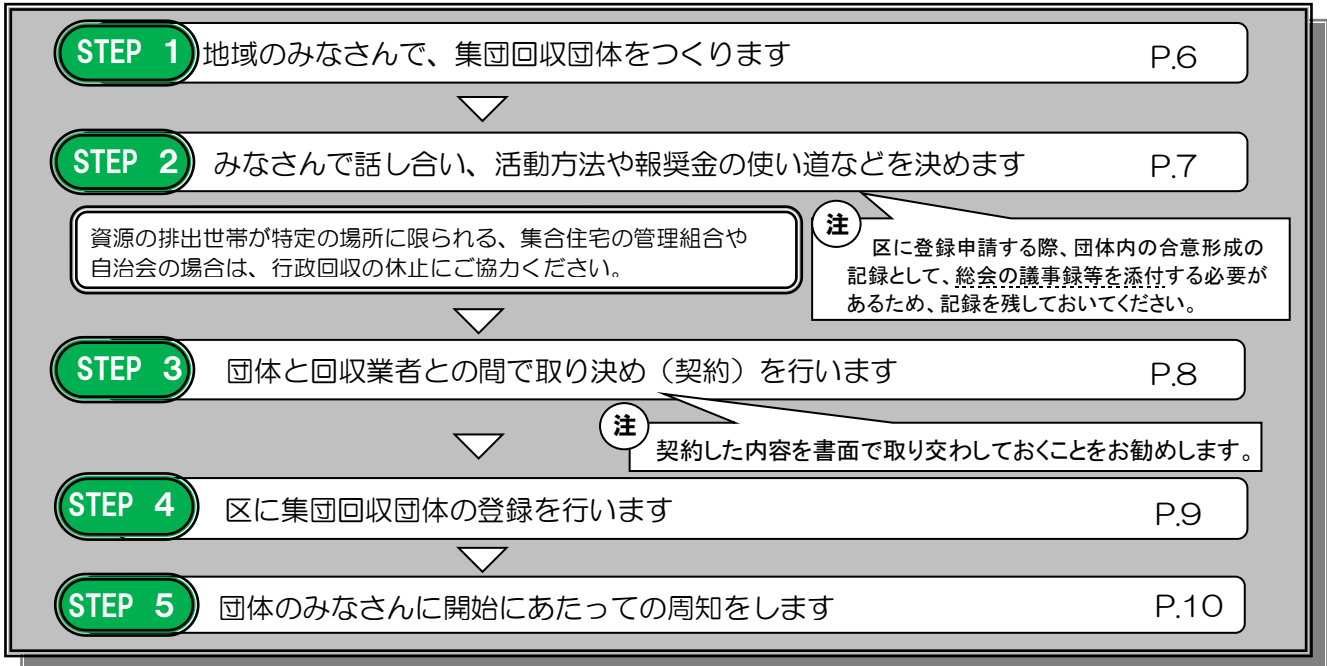 STEP 1 地域のみなさんで、集団回収団体をつくります P.6
STEP 2 みなさんで話し合い、活動方法や報奨金の使い道などを決めます P.7
資源の排出世帯が特定の場所に限られる、集合住宅の管理組合や
自治会の場合は、行政回収の休止にご協力ください。
注
区に登録申請する際、団体内の合意形成の
記録として、総会の議事録等を添付する必要が
あるため、記録を残しておいてください。
STEP 3 団体と回収業者との間で取り決め（契約）を行います P.8
注
契約した内容を書面で取り交わしておくことをお勧めします。
STEP 4 区に集団回収団体の登録を行います P.9
STEP 5 団体のみなさんに開始にあたっての周知をします P.10